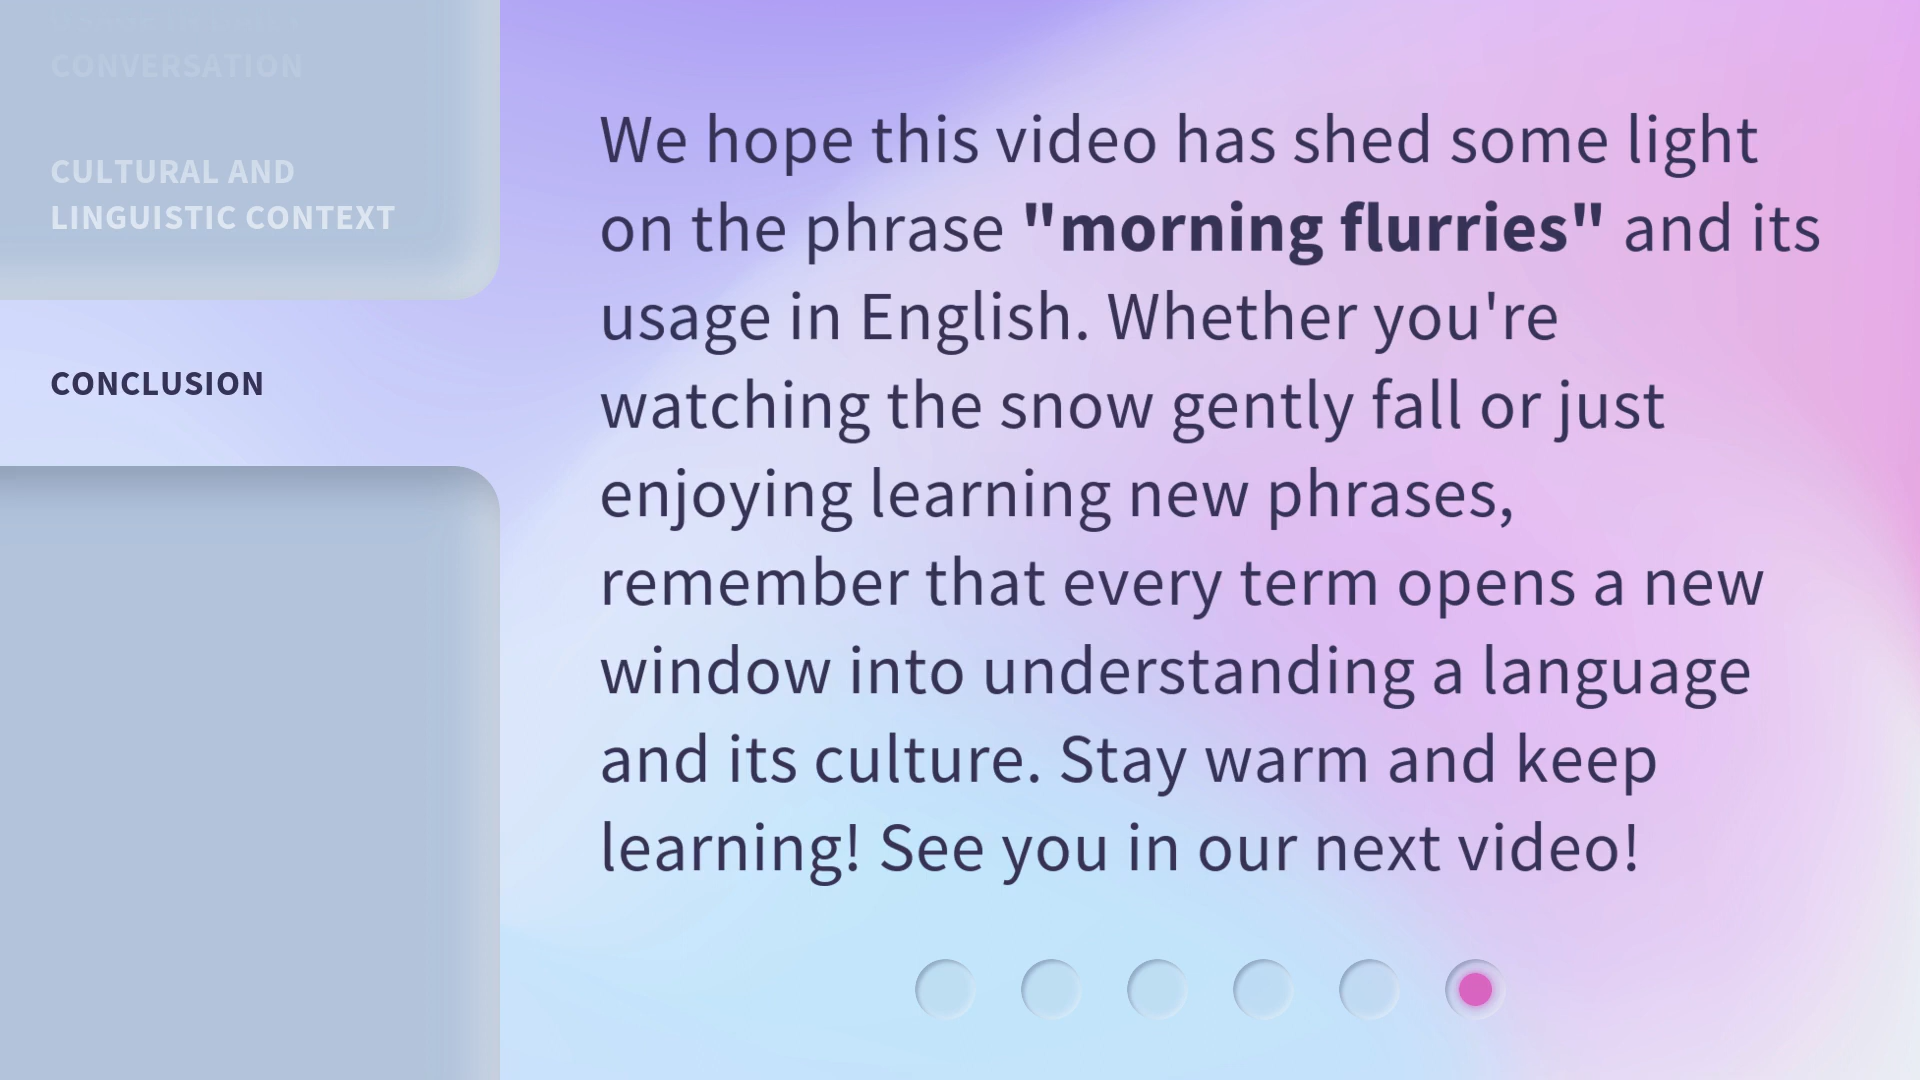 CONVERSATION
CULTURAL AND
LINGUISTIC CONTEXT
CONCLUSION
We hope this video has shed some light
on the phrase "morning flurries" and its
usage in English. Whether you're
watching the snow gently fall or just
enjoying learning new phrases,
remember that every term opens a new
window into understanding a language
and its culture. Stay warm and keep
learning! See you in our next video!